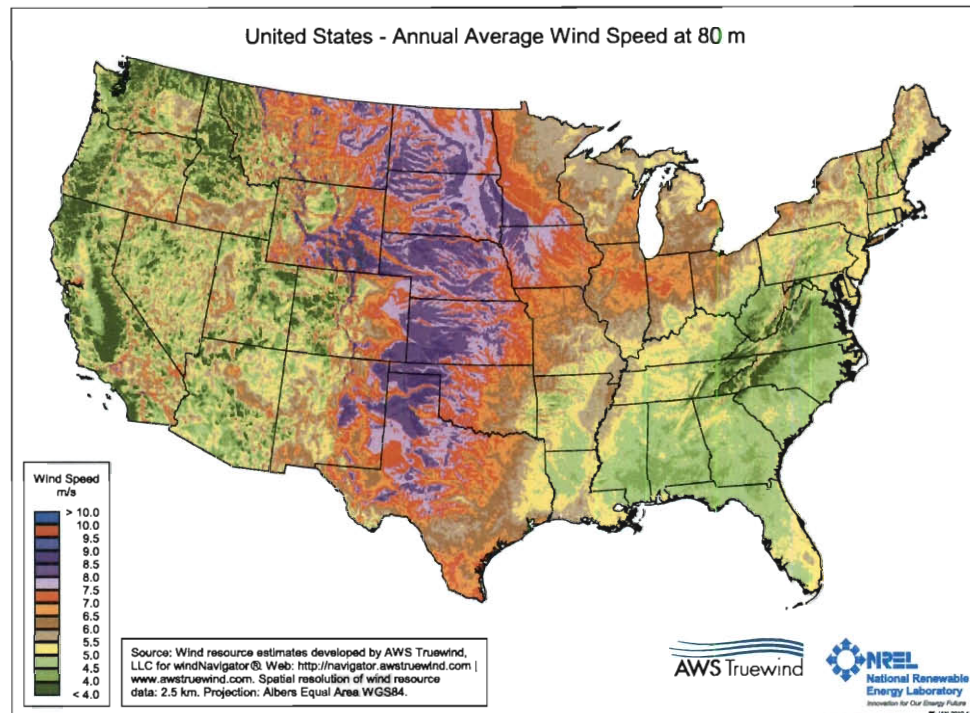 United States - Annual Average Wind Speed at 80 m
Wind Speed
m/s
> 10.0
10.0
9.5
9.0
8.5
8.0
7.5
7.0
6.5
6.0
5.5
5.0
4.5
4.0
< 4.0
Source: Wind resource estimates developed by AWS Truewind,
LLC for windNavigator®. Web: http://navigator.awstruewind.com |
www.awstruewind.com. Spatial resolution of wind resource
data: 2.5 km. Projection: Albers Equal Area WGS84.
AWS Truewind
NREL
National Renewable
Energy Laboratory
Innovation for Our Energy Future